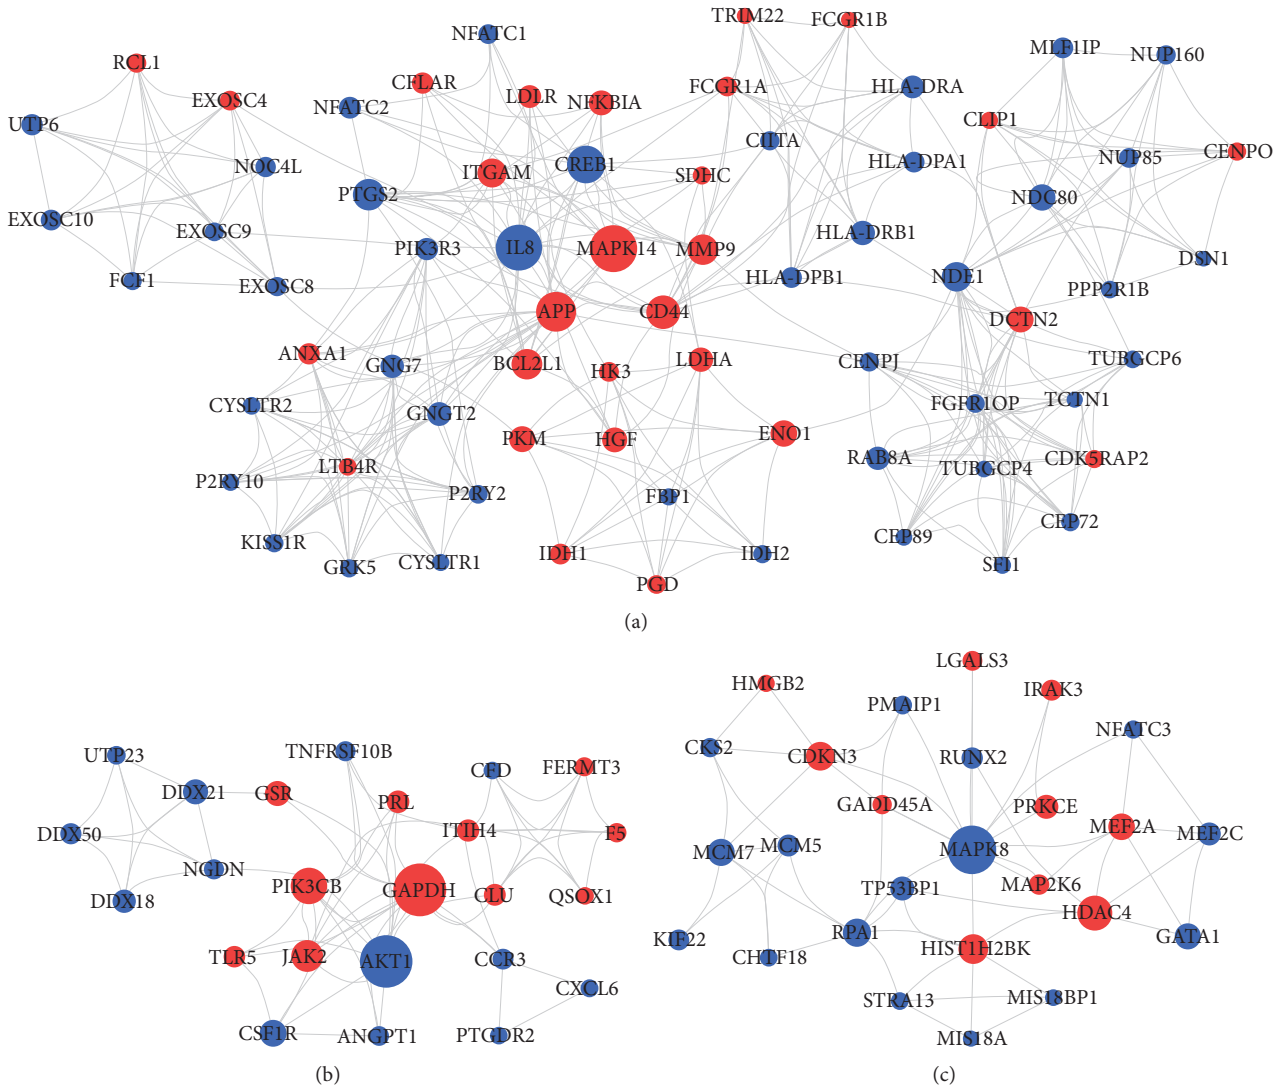 TRIM22 FCGR1B
NFATC1 MLF1IP NUP160
RCL1 CFLAR LDLR NFKBIA FCGR1A HLA-DRA
EXOSC4 NFATC2 CLIP1
UTP6 CIITA NUP85 CENPO
NOC4L ITGAM CREB1 SDHC HLA-DPA1
PTGS2 NDC80
EXOSC10 EXOSC9 PIK3R3 IL8 MAPK14 MMP9 HLA-DRB1
FCF1 EXOSC8 HLA-DPB1 NDE1 DSN1
PPP2R1B
APP CD44 DCTN2
ANXA1 GNG7 BCL2L1 HK3 LDHA CENPJ TUBGCP6
CYSLTR2 GNGT2 FGFR1OP TCTN1
PKM HGF ENO1
LTB4R RAB8A TUBGCP4 CDK5RAP2
P2RY10 P2RY2 FBP1
KISS1R CEP89 CEP72
GRK5 CYSLTR1 IDH1 IDH2 SFI1
PGD
(a)
LGALS3
HMGB2 IRAK3
PMAIP1 NFATC3
UTP23 TNFRSF10B CKS2 CDKN3 RUNX2
CFD FERMT3
DDX21 GSR PRL GADD45A PRKCE
DDX50 ITIH4 F5 MEF2A MEF2C
MCM7 MCM5 MAPK8
NGDN PIK3CB GAPDH CLU QSOX1 TP53BP1 MAP2K6
DDX18 HDAC4
KIF22 RPA1 GATA1
TLR5 JAK2 AKT1 CCR3 CHTF18 HIST1H2BK
CXCL6 STRA13 MIS18BP1
CSF1R ANGPT1 PTGDR2 MIS18A
(b) (c)